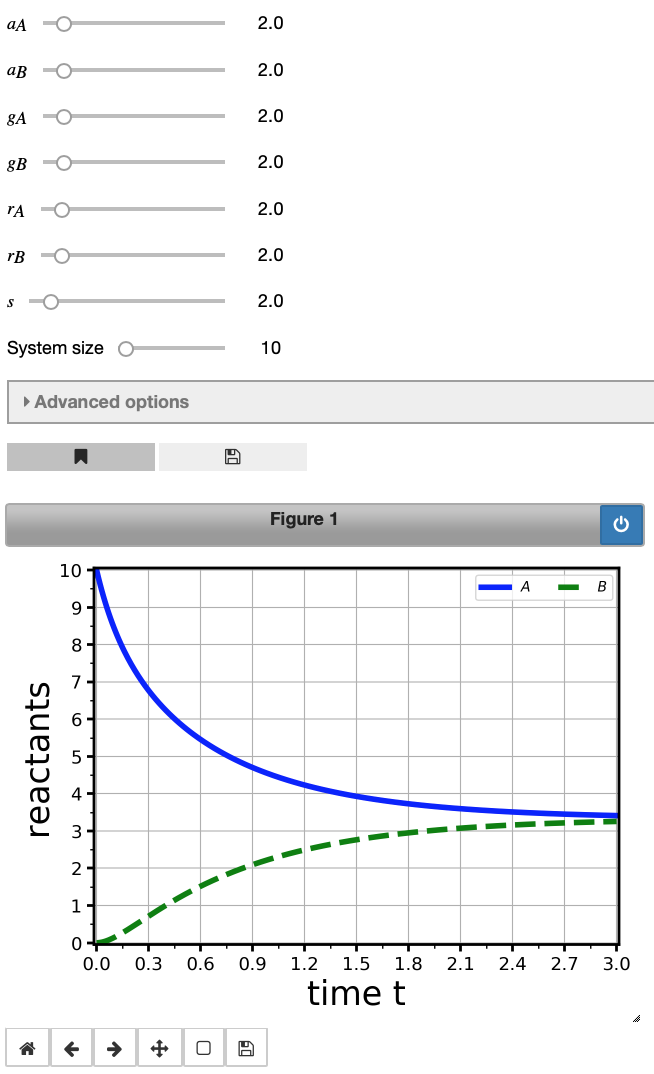 aA 2.0
aB 2.0
gA 2.0
gB 2.0
rA 2.0
rB 2.0
s 2.0
System size 10
Advanced options
Figure 1
A B
10
9
8
7
6
5
4
3
2
1
0
reactants
0.0 0.3 0.6 0.9 1.2 1.5 1.8 2.1 2.4 2.7 3.0
time t